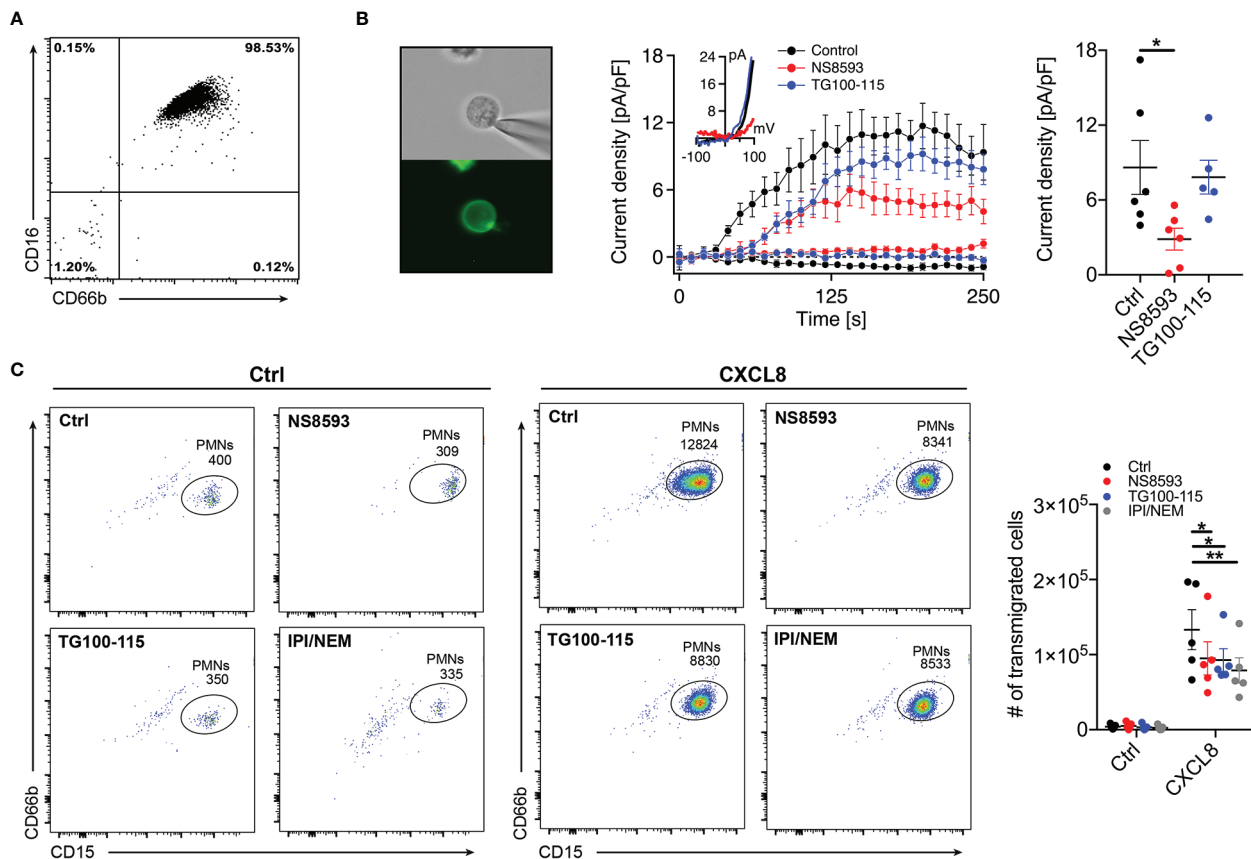 A
0.15%
98.53%
1.20%
0.12%
CD16
CD66b
B
Current density [pA/pF]
18
12
6
0
0
125
250
Time [s]
pA
24
16
8
mV
-100
100
Control
NS8593
TG100-115
Current density [pA/pF]
18
12
6
0
*
Ctrl
NS8593
TG100-115
C
Ctrl
CXCL8
Ctrl
PMNs
400
NS8593
PMNs
309
Ctrl
PMNs
12824
NS8593
PMNs
8341
TG100-115
PMNs
350
IPI/NEM
PMNs
335
TG100-115
PMNs
8830
IPI/NEM
PMNs
8533
CD66b
CD15
CD66b
CD15
Ctrl
NS8593
TG100-115
IPI/NEM
# of transmigrated cells
3×10⁵
2×10⁵
1×10⁵
0
*
*
**
Ctrl
CXCL8